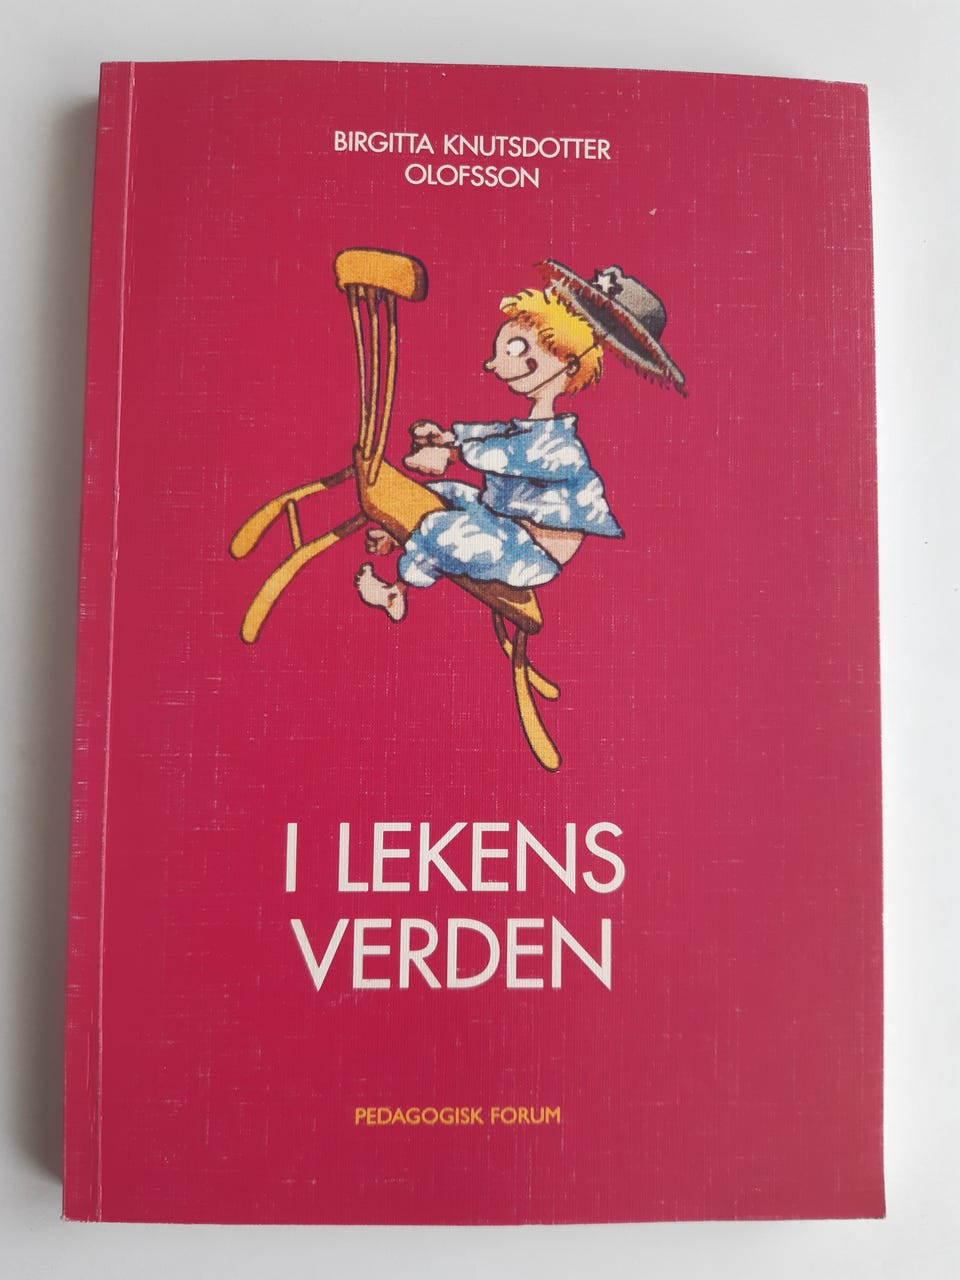 BIRGITTA KNUTSDOTTER
OLOFSSON
I LEKENS
VERDEN
PEDAGOGISK FORUM